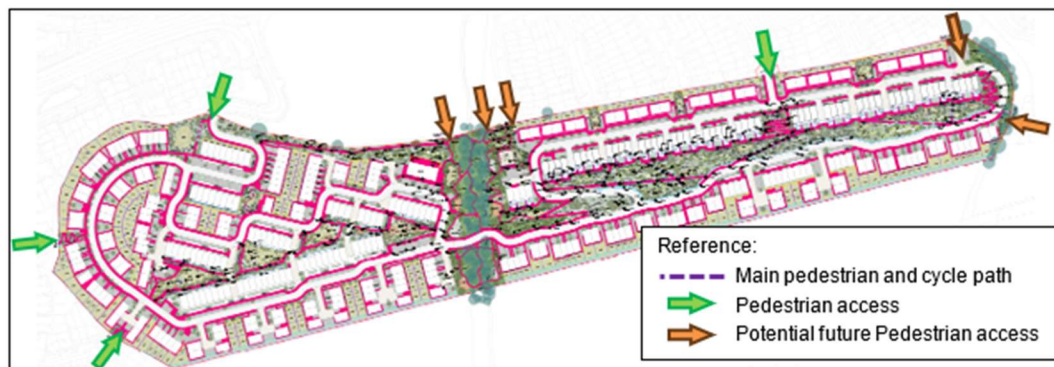 Reference:
Main pedestrian and cycle path
Pedestrian access
Potential future Pedestrian access